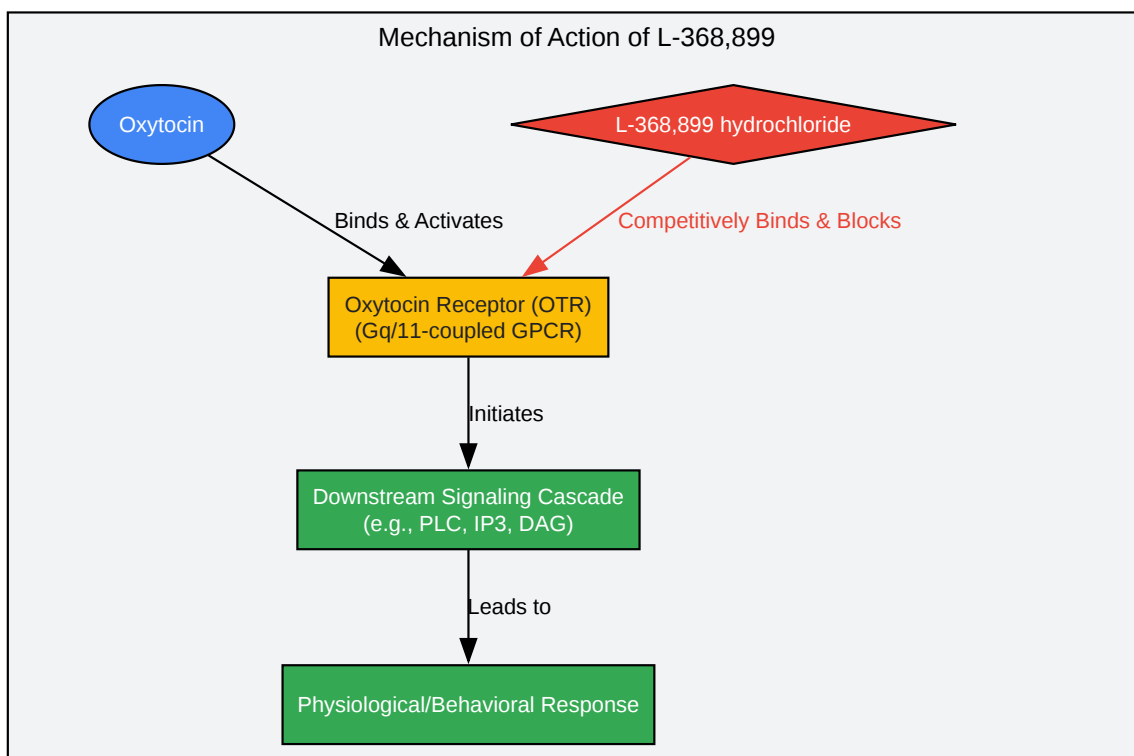 Mechanism of Action of L-368,899
Oxytocin
L-368,899 hydrochloride
Binds & Activates
Competitively Binds & Blocks
Oxytocin Receptor (OTR)
(Gq/11-coupled GPCR)
Initiates
Downstream Signaling Cascade
(e.g., PLC, IP3, DAG)
Leads to
Physiological/Behavioral Response